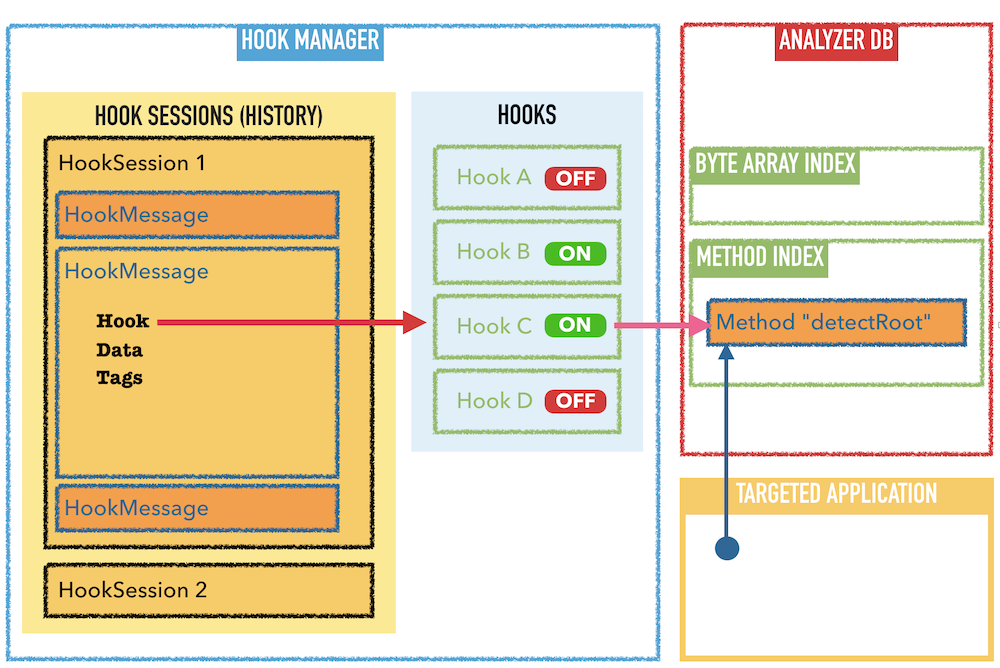 HOOK MANAGER
HOOK SESSIONS (HISTORY)
HookSession 1
HookMessage
HookMessage
Hook
Data
Tags
HookMessage
HookSession 2
HOOKS
Hook A OFF
Hook B ON
Hook C ON
Hook D OFF
ANALYZER DB
BYTE ARRAY INDEX
METHOD INDEX
Method "detectRoot"
TARGETED APPLICATION